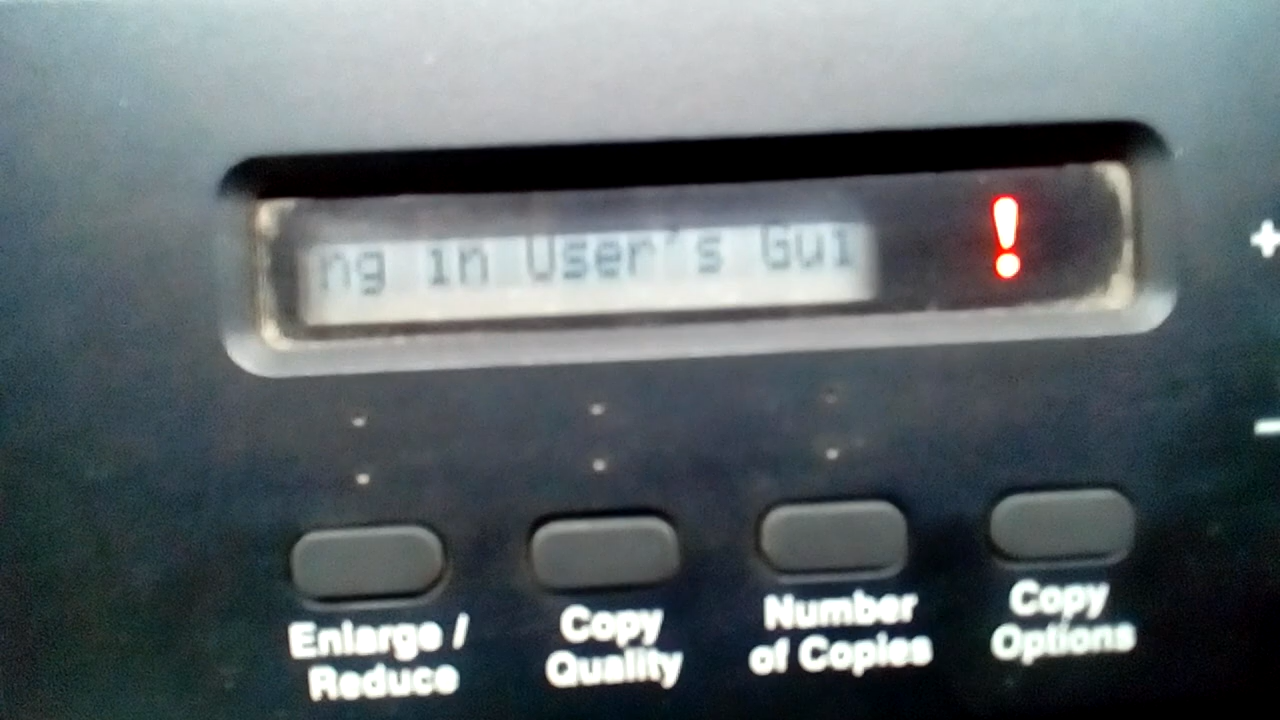 ng in User's Gui
!
+
-
Enlarge /
Reduce
Copy
Quality
Number
of Copies
Copy
Options